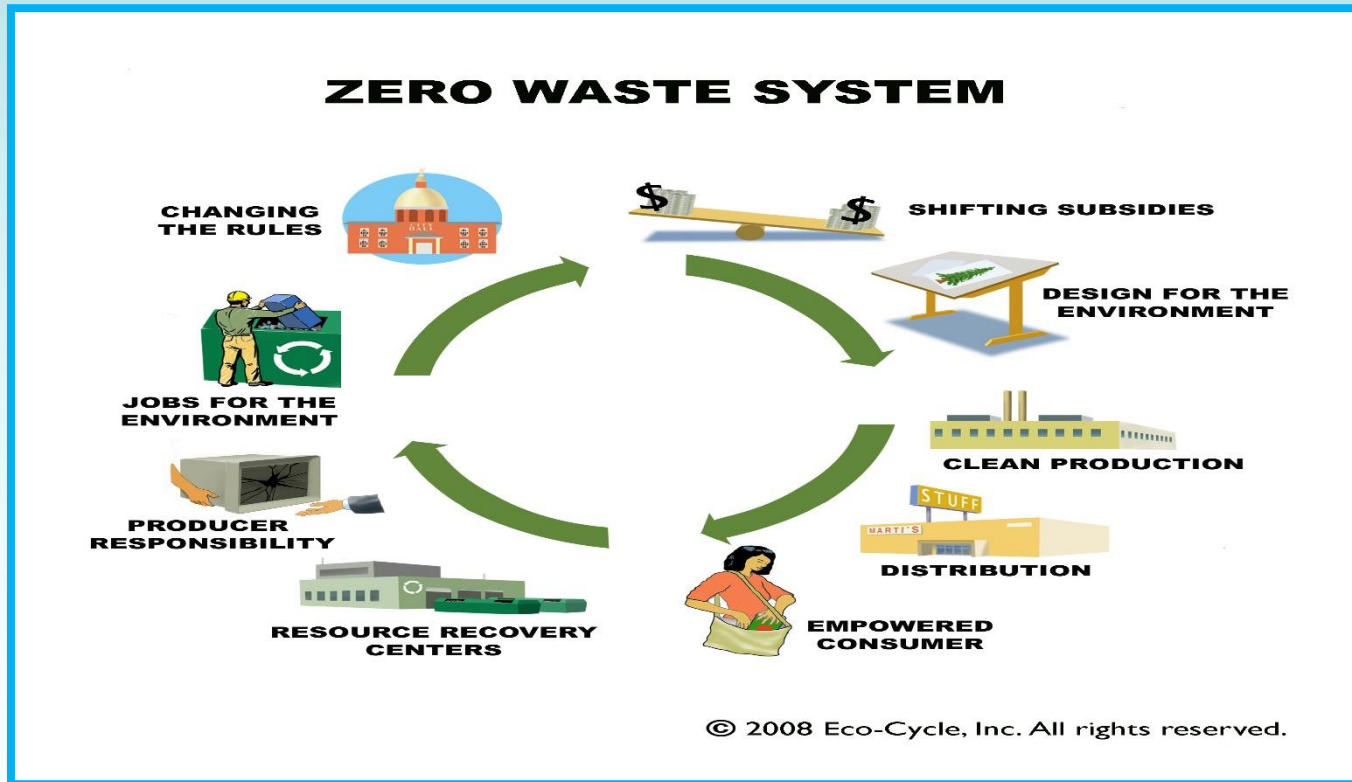 ZERO WASTE SYSTEM
CHANGING
THE RULES
$
$
SHIFTING SUBSIDIES
DESIGN FOR THE
ENVIRONMENT
CLEAN PRODUCTION
STUFF
MARTI'S
DISTRIBUTION
EMPOWERED
CONSUMER
RESOURCE RECOVERY
CENTERS
PRODUCER
RESPONSIBILITY
JOBS FOR THE
ENVIRONMENT
© 2008 Eco-Cycle, Inc. All rights reserved.